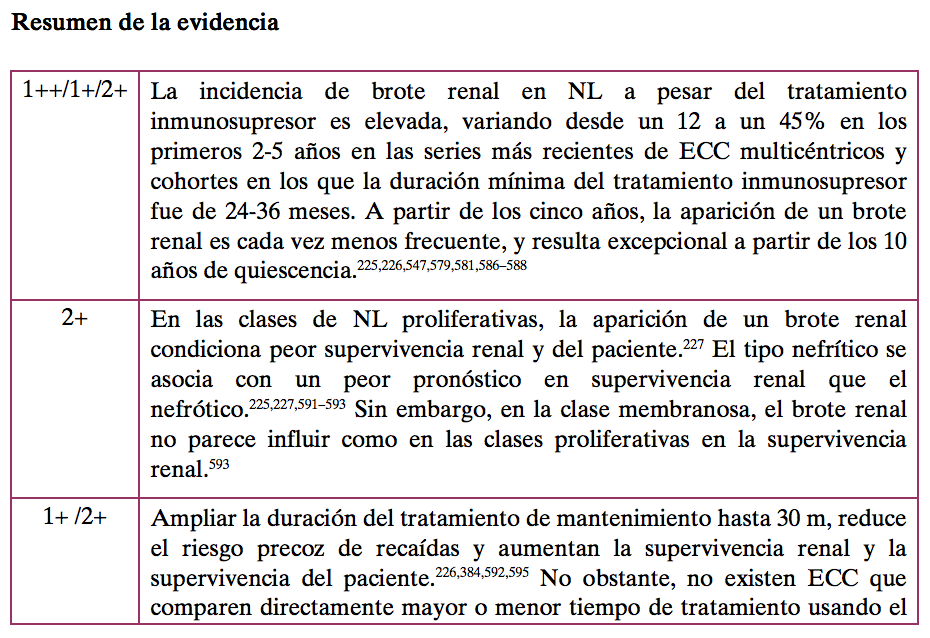 Resumen de la evidencia
1++/1+/2+
La incidencia de brote renal en NL a pesar del tratamiento
inmunosupresor es elevada, variando desde un 12 a un 45% en los
primeros 2-5 años en las series más recientes de ECC multicéntricos y
cohortes en los que la duración mínima del tratamiento inmunosupresor
fue de 24-36 meses. A partir de los cinco años, la aparición de un brote
renal es cada vez menos frecuente, y resulta excepcional a partir de los 10
años de quiescencia.225,226,547,579,581,586–588
2+
En las clases de NL proliferativas, la aparición de un brote renal
condiciona peor supervivencia renal y del paciente.227 El tipo nefrítico se
asocia con un peor pronóstico en supervivencia renal que el
nefrótico.225,227,591–593 Sin embargo, en la clase membranosa, el brote renal
no parece influir como en las clases proliferativas en la supervivencia
renal.593
1+ /2+
Ampliar la duración del tratamiento de mantenimiento hasta 30 m, reduce
el riesgo precoz de recaídas y aumentan la supervivencia renal y la
supervivencia del paciente.226,384,592,595 No obstante, no existen ECC que
comparen directamente mayor o menor tiempo de tratamiento usando el